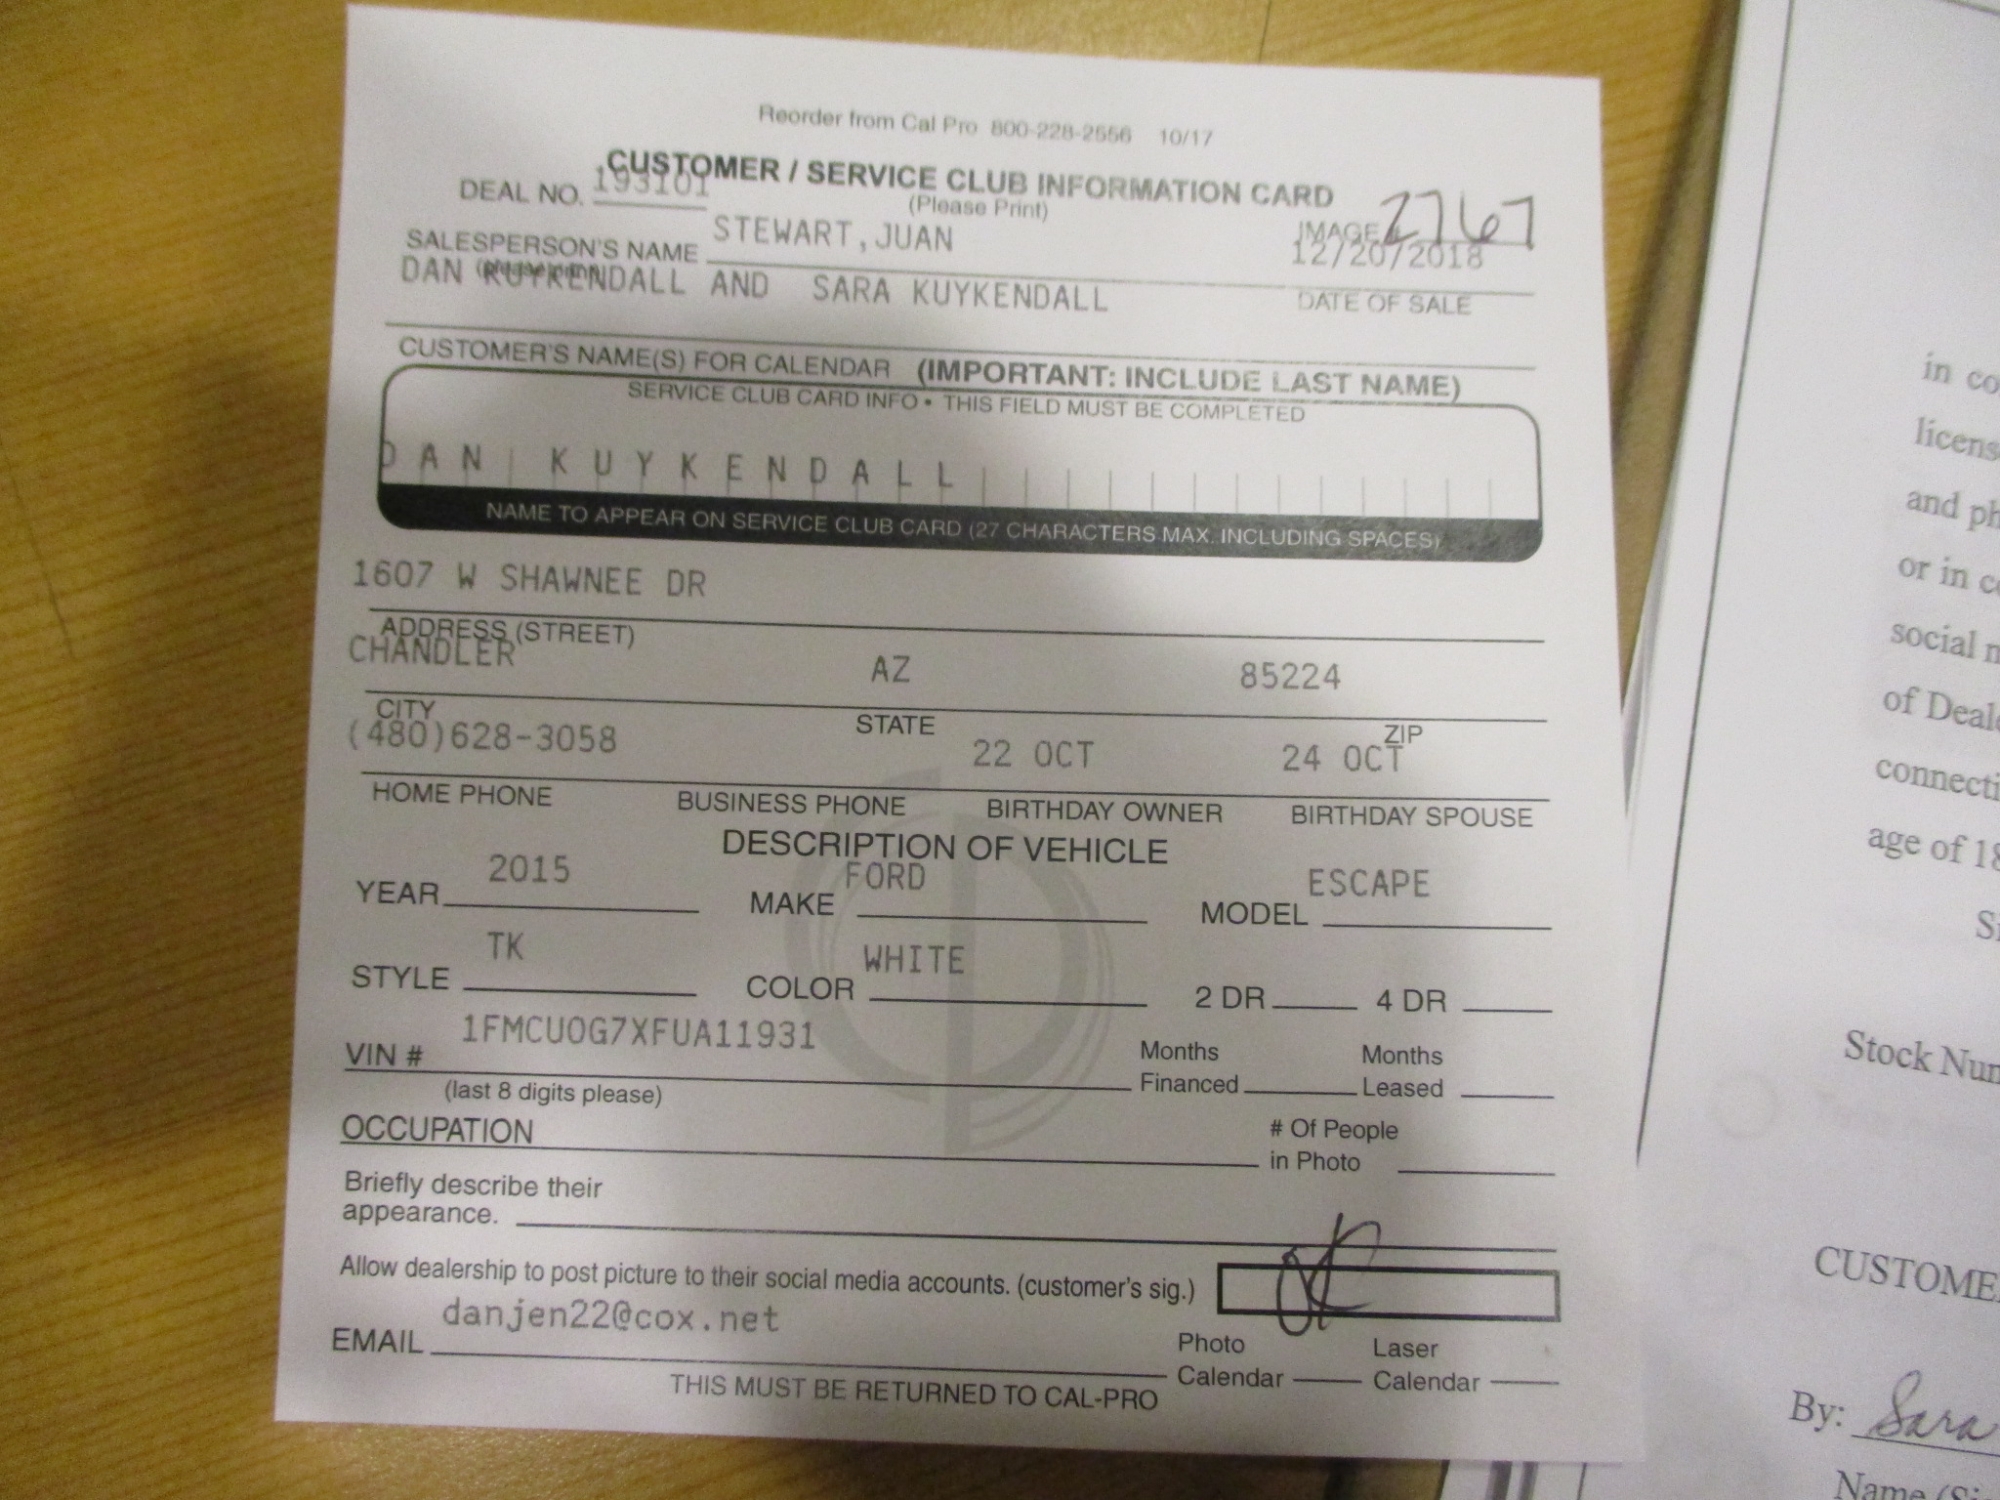 Reorder from Cal Pro 800-228-2556 10/17
CUSTOMER / SERVICE CLUB INFORMATION CARD
(Please Print)
DEAL NO. 193101
IMAGE 2767
SALESPERSON'S NAME STEWART,JUAN
(please print)
12/20/2018
DATE OF SALE
DAN KUYKENDALL AND SARA KUYKENDALL
CUSTOMER'S NAME(S) FOR CALENDAR (IMPORTANT: INCLUDE LAST NAME)
SERVICE CLUB CARD INFO • THIS FIELD MUST BE COMPLETED
DAN KUYKENDALL
NAME TO APPEAR ON SERVICE CLUB CARD (27 CHARACTERS MAX. INCLUDING SPACES)
1607 W SHAWNEE DR
ADDRESS (STREET)
CHANDLER AZ 85224
CITY STATE ZIP
(480)628-3058 22 OCT 24 OCT
HOME PHONE BUSINESS PHONE BIRTHDAY OWNER BIRTHDAY SPOUSE
DESCRIPTION OF VEHICLE
YEAR 2015 MAKE FORD MODEL ESCAPE
STYLE TK COLOR WHITE 2 DR 4 DR
VIN # 1FMCU0G7XFUA11931
(last 8 digits please)
Months Financed Months Leased
OCCUPATION
# Of People in Photo
Briefly describe their
appearance.
Allow dealership to post picture to their social media accounts. (customer's sig.)
EMAIL danjen22@cox.net
Photo Calendar Laser Calendar
THIS MUST BE RETURNED TO CAL-PRO
in co
licens
and ph
or in c
social m
of Deal
connecti
age of 18
Si
Stock Num
CUSTOME
By: Sara
Name (Si